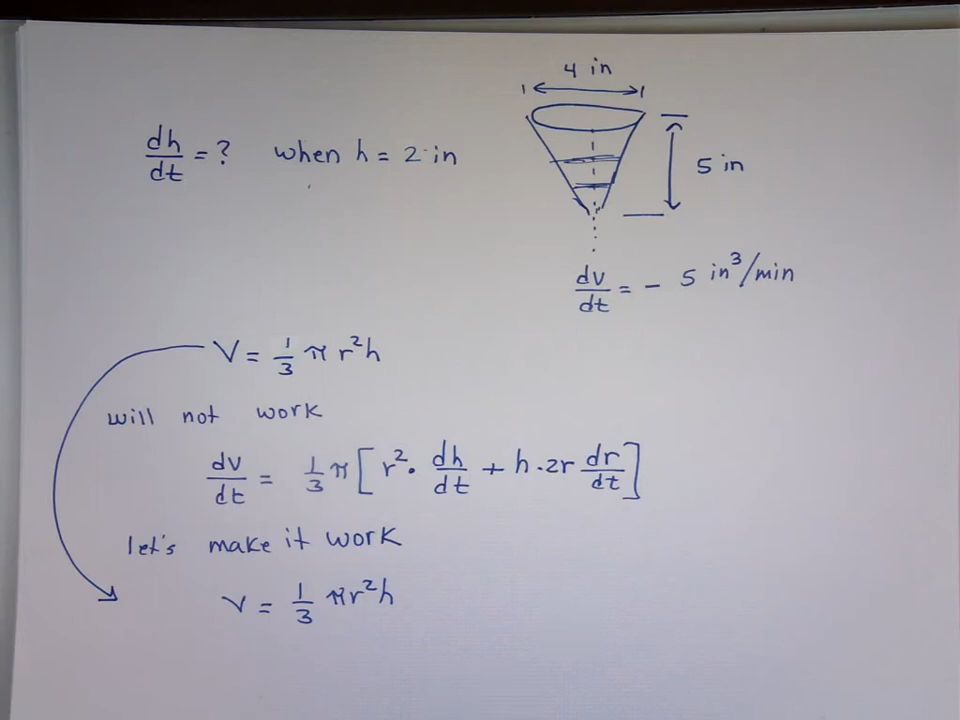 4 in
dh/dt = ? when h = 2 in
5 in
dv/dt = - 5 in³/min
V = 1/3 π r²h
will not work
dv/dt = 1/3 π [ r² · dh/dt + h · 2r dr/dt ]
let's make it work
V = 1/3 πr²h